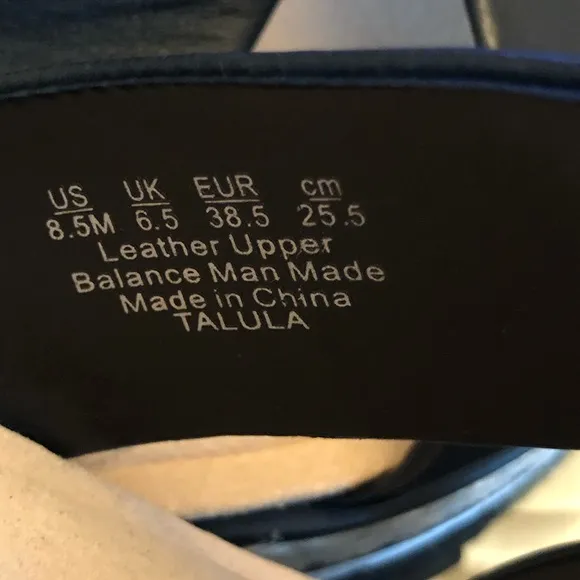 US UK EUR cm
8.5M 6.5 38.5 25.5
Leather Upper
Balance Man Made
Made in China
TALULA